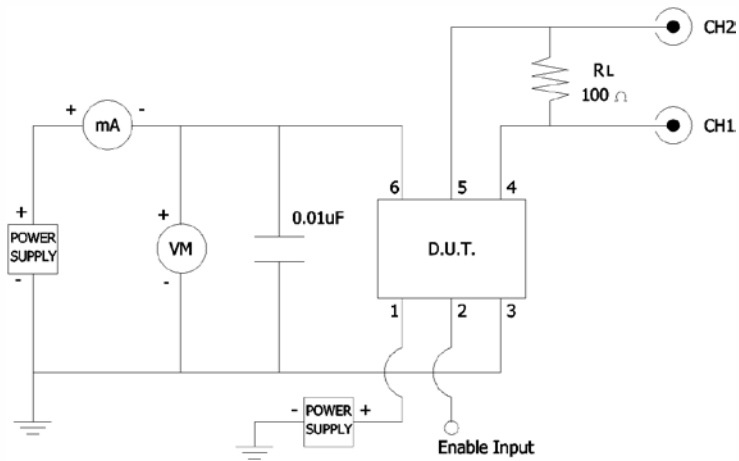 CH2
RL
100 Ω
CH1
+ mA -
6 5 4
0.01uF
+
POWER
SUPPLY
-
+
VM
-
D.U.T.
1 2 3
- POWER
SUPPLY +
Enable Input